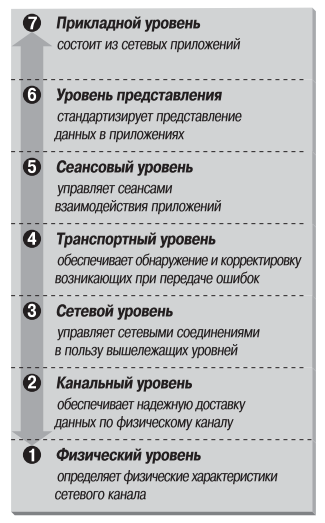 7 Прикладной уровень
состоит из сетевых приложений
6 Уровень представления
стандартизирует представление
данных в приложениях
5 Сеансовый уровень
управляет сеансами
взаимодействия приложений
4 Транспортный уровень
обеспечивает обнаружение и корректировку
возникающих при передаче ошибок
3 Сетевой уровень
управляет сетевыми соединениями
в пользу вышележащих уровней
2 Канальный уровень
обеспечивает надежную доставку
данных по физическому каналу
1 Физический уровень
определяет физические характеристики
сетевого канала